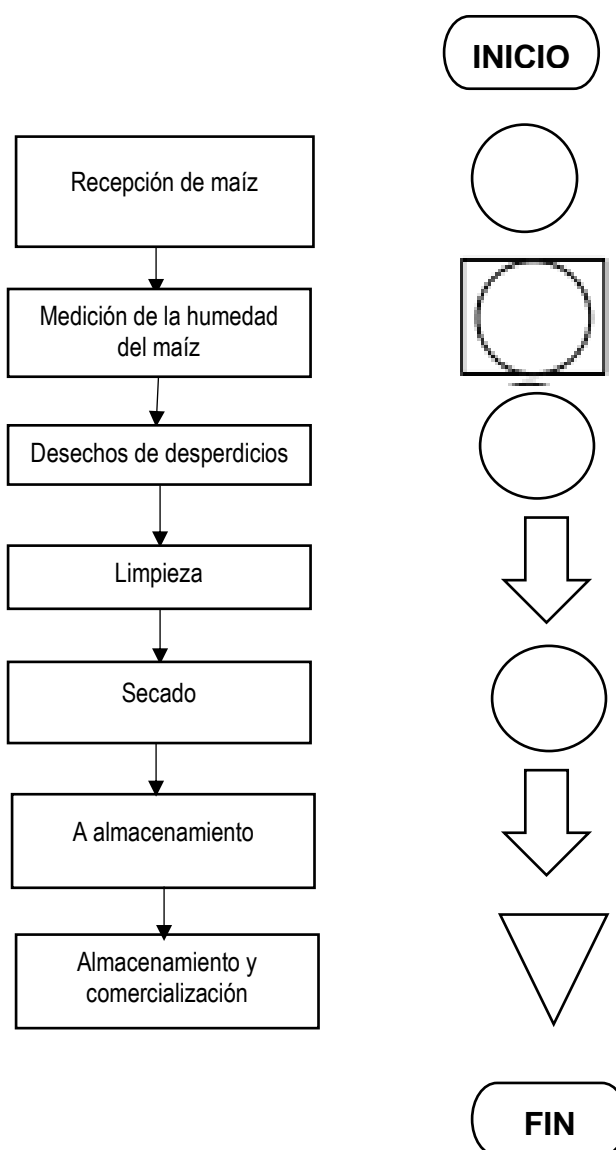 INICIO
Recepción de maíz
Medición de la humedad
del maíz
Desechos de desperdicios
Limpieza
Secado
A almacenamiento
Almacenamiento y
comercialización
FIN